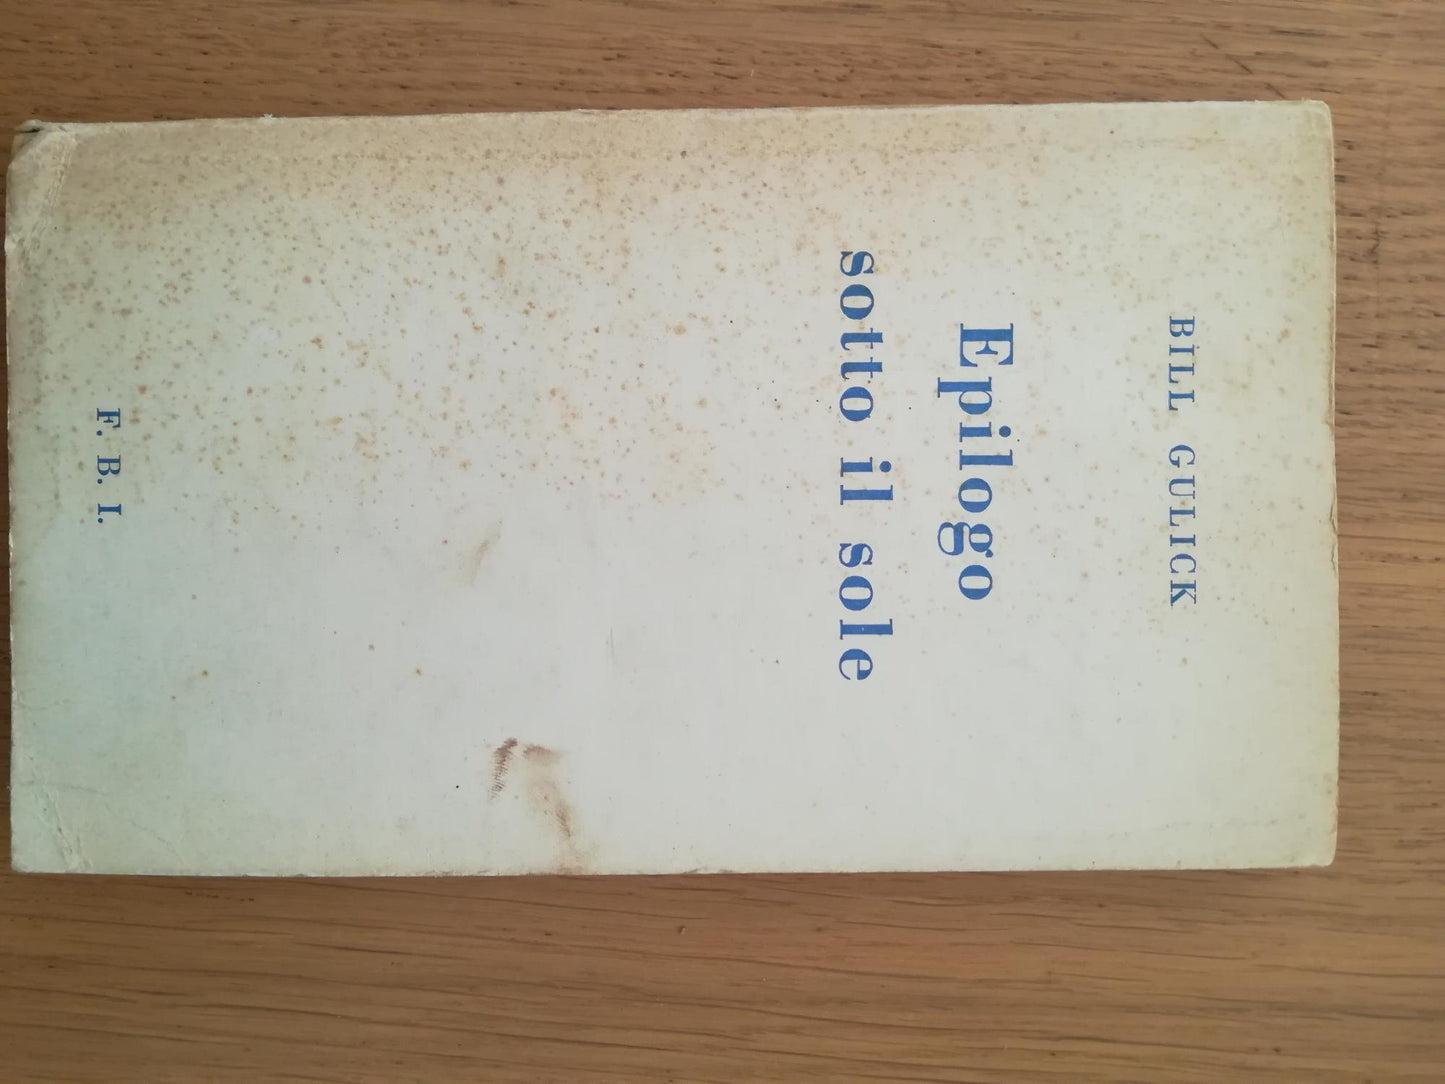 BILL GULICK
Epilogo
sotto il sole
F. B. I.